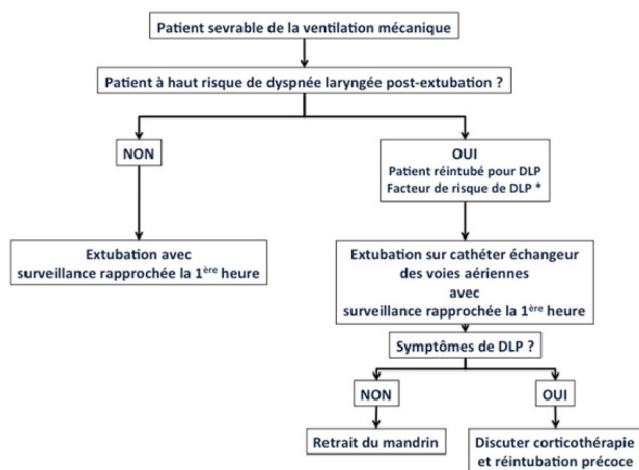 Patient sevrable de la ventilation mécanique
Patient à haut risque de dyspnée laryngée post-extubation ?
NON
OUI
Patient réintubé pour DLP
Facteur de risque de DLP *
Extubation avec
surveillance rapprochée la 1ère heure
Extubation sur cathéter échangeur
des voies aériennes
avec
surveillance rapprochée la 1ère heure
Symptômes de DLP ?
NON
OUI
Retrait du mandrin
Discuter corticothérapie
et réintubation précoce